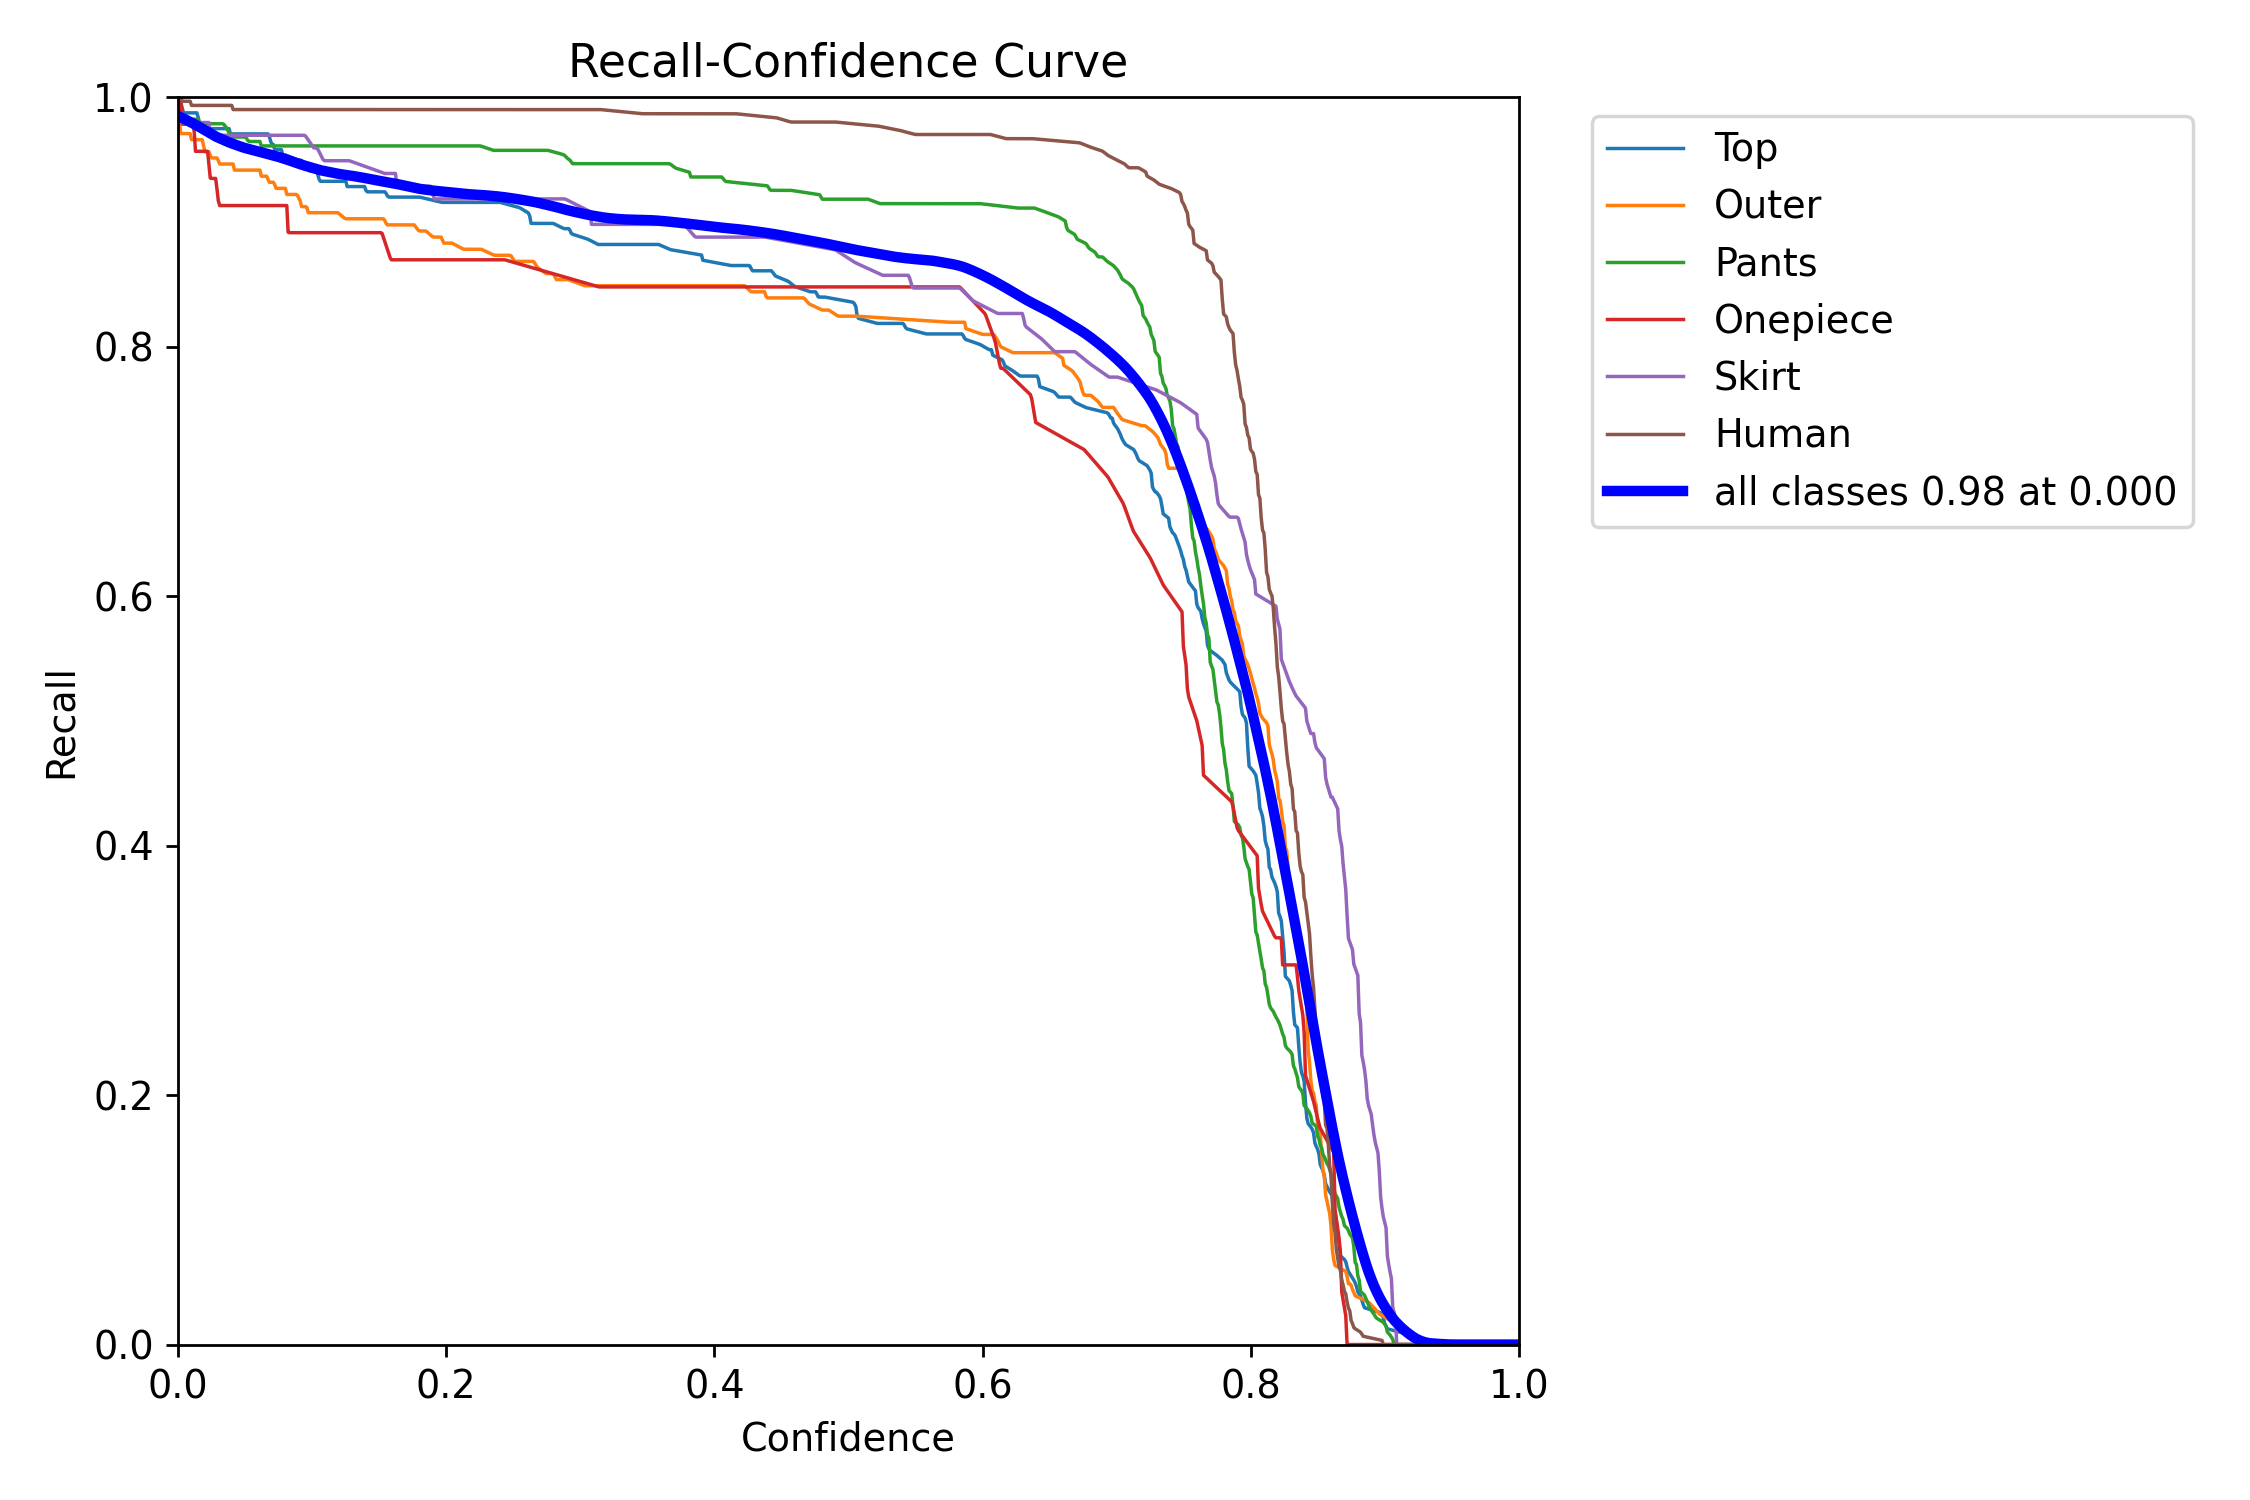 Recall-Confidence Curve
1.0
0.8
0.6
0.4
0.2
0.0
Recall
0.0 0.2 0.4 0.6 0.8 1.0
Confidence
Top
Outer
Pants
Onepiece
Skirt
Human
all classes 0.98 at 0.000